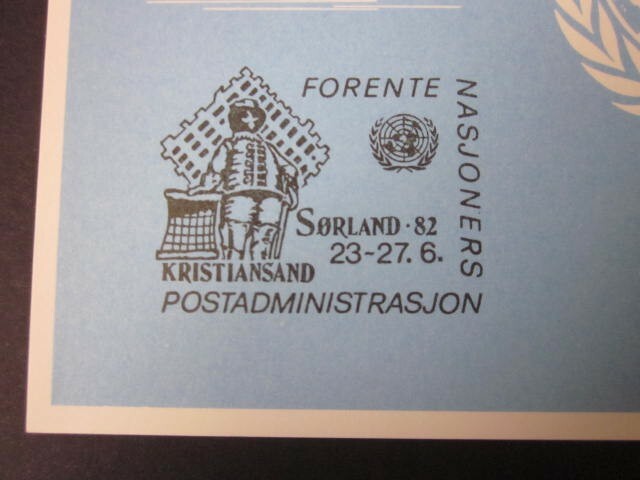 FORENTE
NASJONERS
SØRLAND · 82
23-27. 6.
KRISTIANSAND
POSTADMINISTRASJON